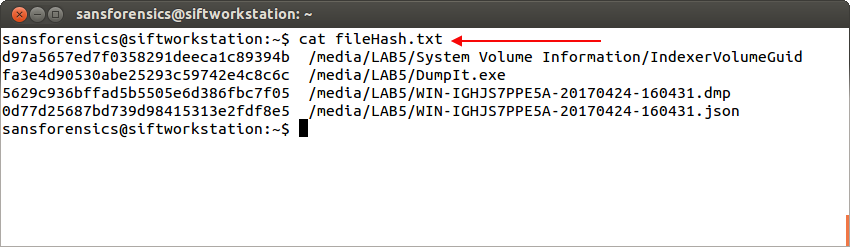 sansforensics@siftworkstation: ~
sansforensics@siftworkstation:~$ cat fileHash.txt
d97a5657ed7f0358291deeca1c89394b  /media/LAB5/System Volume Information/IndexerVolumeGuid
fa3e4d90530abe25293c59742e4c8c6c  /media/LAB5/DumpIt.exe
5629c936bffad5b5505e6d386fbc7f05  /media/LAB5/WIN-IGHJS7PPE5A-20170424-160431.dmp
0d77d25687bd739d98415313e2fdf8e5  /media/LAB5/WIN-IGHJS7PPE5A-20170424-160431.json
sansforensics@siftworkstation:~$